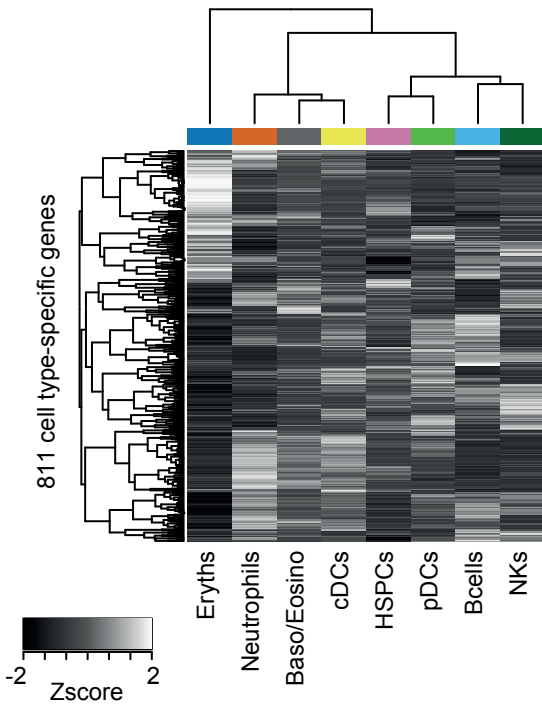 811 cell type-specific genes
Eryths
Neutrophils
Baso/Eosino
cDCs
HSPCs
pDCs
Bcells
NKs
-2 2
Zscore